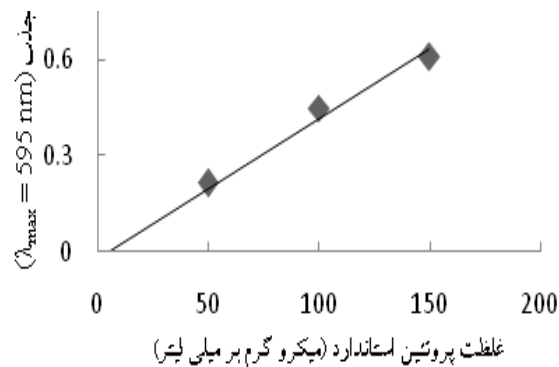 جذب (λmax = 595 nm)
0.6
0.3
0
0 50 100 150 200
غلظت پروتئین استاندارد (میکرو گرم بر میلی لیتر)